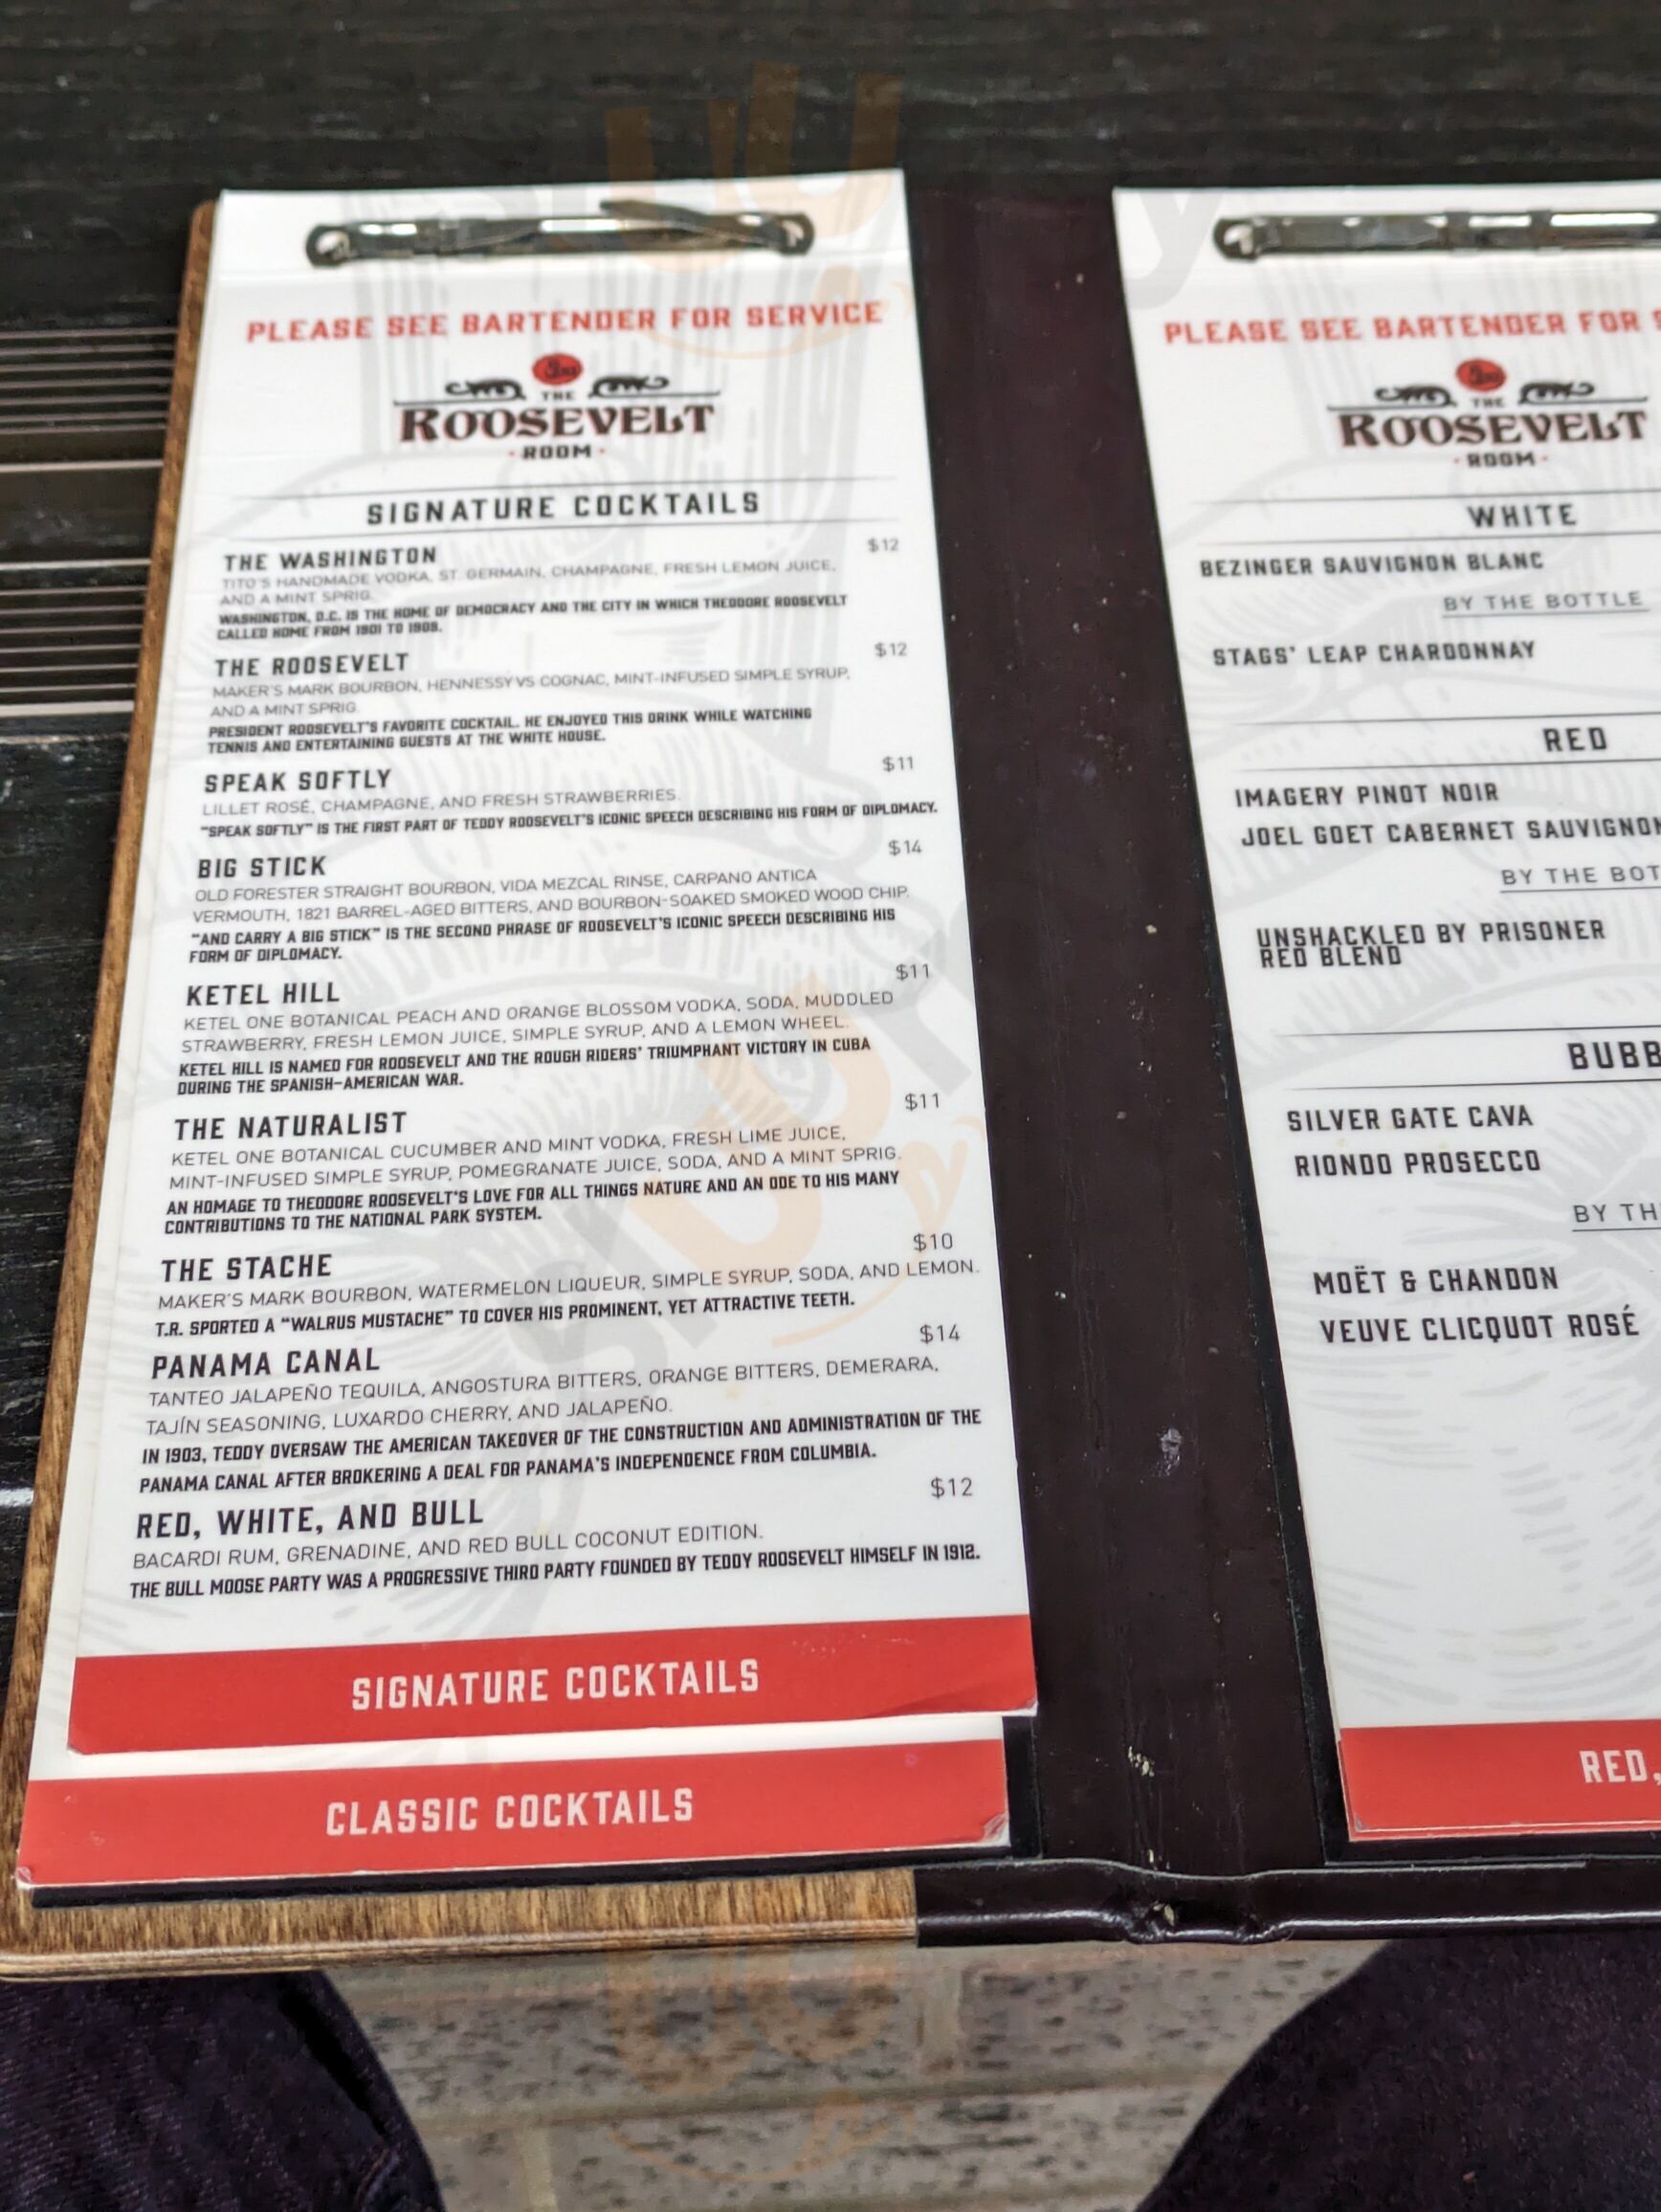 PLEASE SEE BARTENDER FOR SERVICE
THE
ROOSEVELT
· ROOM ·
SIGNATURE COCKTAILS
THE WASHINGTON $12
TITO'S HANDMADE VODKA, ST. GERMAIN, CHAMPAGNE, FRESH LEMON JUICE,
AND A MINT SPRIG.
WASHINGTON, D.C. IS THE HOME OF DEMOCRACY AND THE CITY IN WHICH THEODORE ROOSEVELT
CALLED HOME FROM 1901 TO 1909.
THE ROOSEVELT $12
MAKER'S MARK BOURBON, HENNESSY VS COGNAC, MINT-INFUSED SIMPLE SYRUP,
AND A MINT SPRIG.
PRESIDENT ROOSEVELT'S FAVORITE COCKTAIL. HE ENJOYED THIS DRINK WHILE WATCHING
TENNIS AND ENTERTAINING GUESTS AT THE WHITE HOUSE.
SPEAK SOFTLY $11
LILLET ROSÉ, CHAMPAGNE, AND FRESH STRAWBERRIES.
"SPEAK SOFTLY" IS THE FIRST PART OF TEDDY ROOSEVELT'S ICONIC SPEECH DESCRIBING HIS FORM OF DIPLOMACY.
BIG STICK $14
OLD FORESTER STRAIGHT BOURBON, VIDA MEZCAL RINSE, CARPANO ANTICA
VERMOUTH, 1821 BARREL-AGED BITTERS, AND BOURBON-SOAKED SMOKED WOOD CHIP.
"AND CARRY A BIG STICK" IS THE SECOND PHRASE OF ROOSEVELT'S ICONIC SPEECH DESCRIBING HIS
FORM OF DIPLOMACY.
KETEL HILL $11
KETEL ONE BOTANICAL PEACH AND ORANGE BLOSSOM VODKA, SODA, MUDDLED
STRAWBERRY, FRESH LEMON JUICE, SIMPLE SYRUP, AND A LEMON WHEEL.
KETEL HILL IS NAMED FOR ROOSEVELT AND THE ROUGH RIDERS' TRIUMPHANT VICTORY IN CUBA
DURING THE SPANISH-AMERICAN WAR.
THE NATURALIST $11
KETEL ONE BOTANICAL CUCUMBER AND MINT VODKA, FRESH LIME JUICE,
MINT-INFUSED SIMPLE SYRUP, POMEGRANATE JUICE, SODA, AND A MINT SPRIG.
AN HOMAGE TO THEODORE ROOSEVELT'S LOVE FOR ALL THINGS NATURE AND AN ODE TO HIS MANY
CONTRIBUTIONS TO THE NATIONAL PARK SYSTEM.
THE STACHE $10
MAKER'S MARK BOURBON, WATERMELON LIQUEUR, SIMPLE SYRUP, SODA, AND LEMON.
T.R. SPORTED A "WALRUS MUSTACHE" TO COVER HIS PROMINENT, YET ATTRACTIVE TEETH.
PANAMA CANAL $14
TANTEO JALAPEÑO TEQUILA, ANGOSTURA BITTERS, ORANGE BITTERS, DEMERARA,
TAJÍN SEASONING, LUXARDO CHERRY, AND JALAPEÑO.
IN 1903, TEDDY OVERSAW THE AMERICAN TAKEOVER OF THE CONSTRUCTION AND ADMINISTRATION OF THE
PANAMA CANAL AFTER BROKERING A DEAL FOR PANAMA'S INDEPENDENCE FROM COLUMBIA.
RED, WHITE, AND BULL $12
BACARDI RUM, GRENADINE, AND RED BULL COCONUT EDITION.
THE BULL MOOSE PARTY WAS A PROGRESSIVE THIRD PARTY FOUNDED BY TEDDY ROOSEVELT HIMSELF IN 1912.
SIGNATURE COCKTAILS
CLASSIC COCKTAILS
PLEASE SEE BARTENDER FOR
THE
ROOSEVELT
· ROOM ·
WHITE
BEZINGER SAUVIGNON BLANC
BY THE BOTTLE
STAGS' LEAP CHARDONNAY
RED
IMAGERY PINOT NOIR
JOEL GOET CABERNET SAUVIGNON
BY THE BOT
UNSHACKLED BY PRISONER
RED BLEND
BUBB
SILVER GATE CAVA
RIONDO PROSECCO
BY TH
MOËT & CHANDON
VEUVE CLICQUOT ROSÉ
RED,